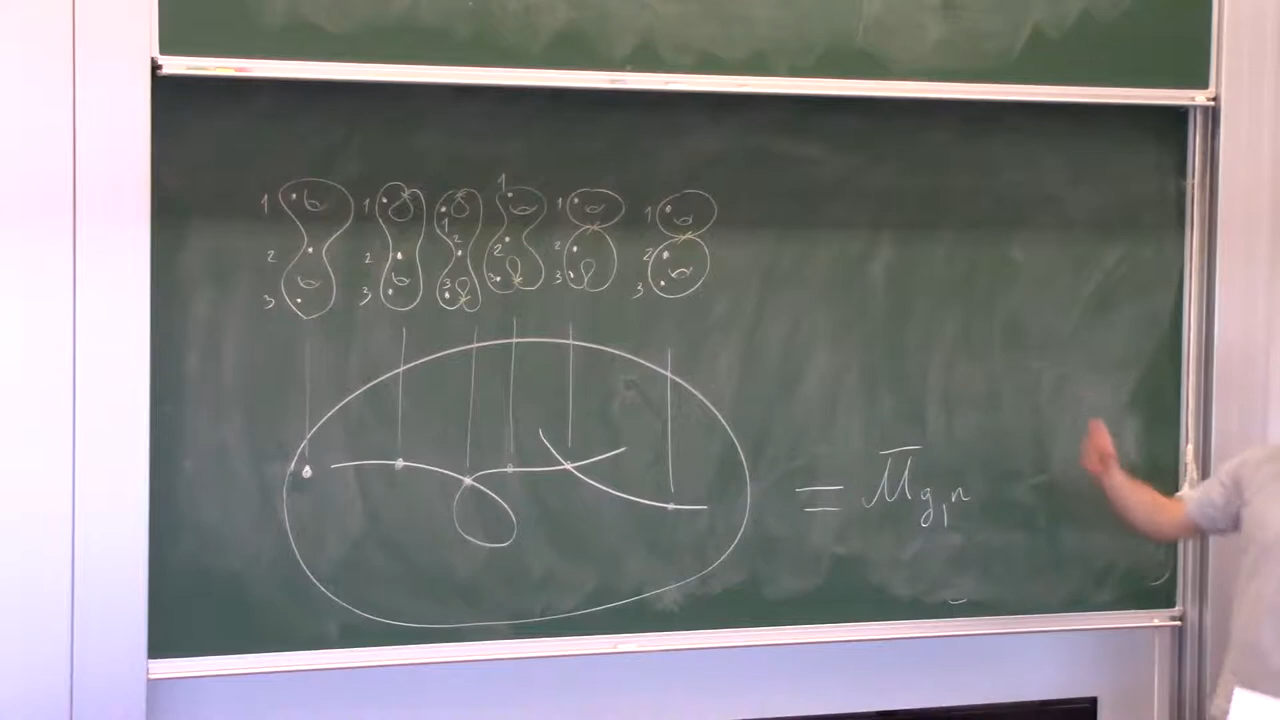 1 1 1 1 1 1
2 2 2 2 2 2
3 3 3 3 3 3
= M̄_{g,n}